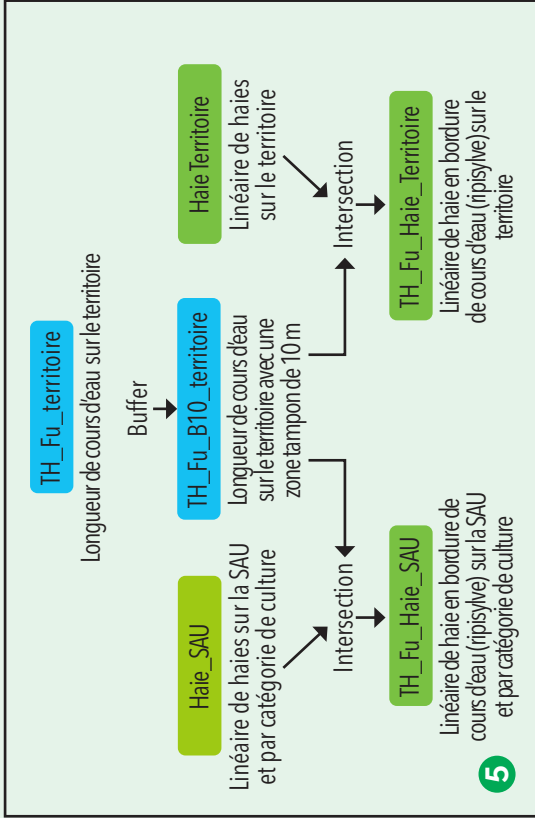 TH_Fu_territoire
Longueur de cours d'eau sur le territoire
Buffer
Haie_SAU
Linéaire de haies sur la SAU
et par catégorie de culture
TH_Fu_B10_territoire
Longueur de cours d'eau
sur le territoire avec une
zone tampon de 10 m
Haie Territoire
Linéaire de haies
sur le territoire
Intersection
Intersection
TH_Fu_Haie_SAU
Linéaire de haie en bordure de
cours d'eau (ripisylve) sur la SAU
et par catégorie de culture
TH_Fu_Haie_Territoire
Linéaire de haie en bordure
de cours d'eau (ripisylve) sur le
territoire
5